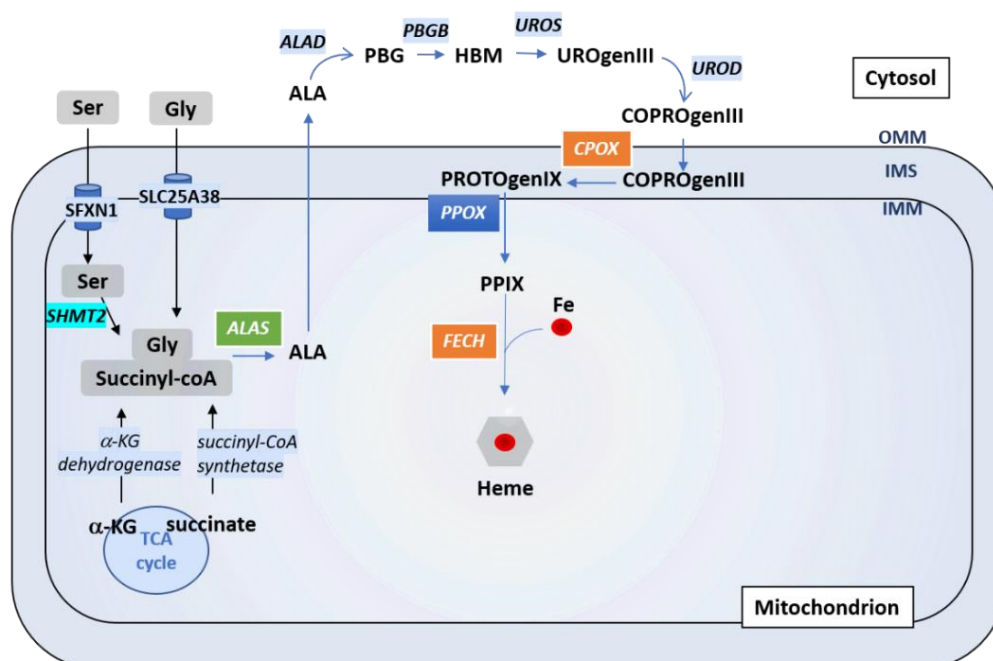 ALAD
PBG
PBGB
HBM
UROS
UROgenIII
UROD
Cytosol
ALA
COPROgenIII
Ser
Gly
OMM
CPOX
IMS
PROTOgenIX
COPROgenIII
SFXN1
SLC25A38
IMM
PPOX
Ser
PPIX
SHMT2
Fe
ALAS
FECH
Gly
ALA
Succinyl-coA
α-KG
dehydrogenase
succinyl-CoA
synthetase
Heme
α-KG
succinate
TCA
cycle
Mitochondrion